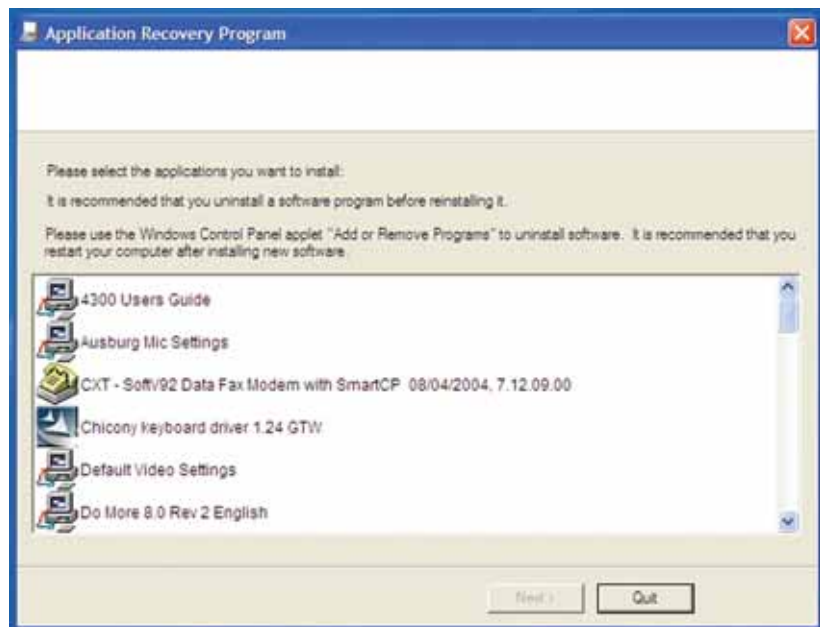 Application Recovery Program
Please select the applications you want to install:
It is recommended that you uninstall a software program before reinstalling it.
Please use the Windows Control Panel applet "Add or Remove Programs" to uninstall software. It is recommended that you
restart your computer after installing new software.
4300 Users Guide
Ausburg Mic Settings
CXT - SoftV92 Data Fax Modem with SmartCP 08/04/2004, 7.12.09.00
Chicony keyboard driver 1.24 GTW
Default Video Settings
Do More 8.0 Rev 2 English
Next >
Quit